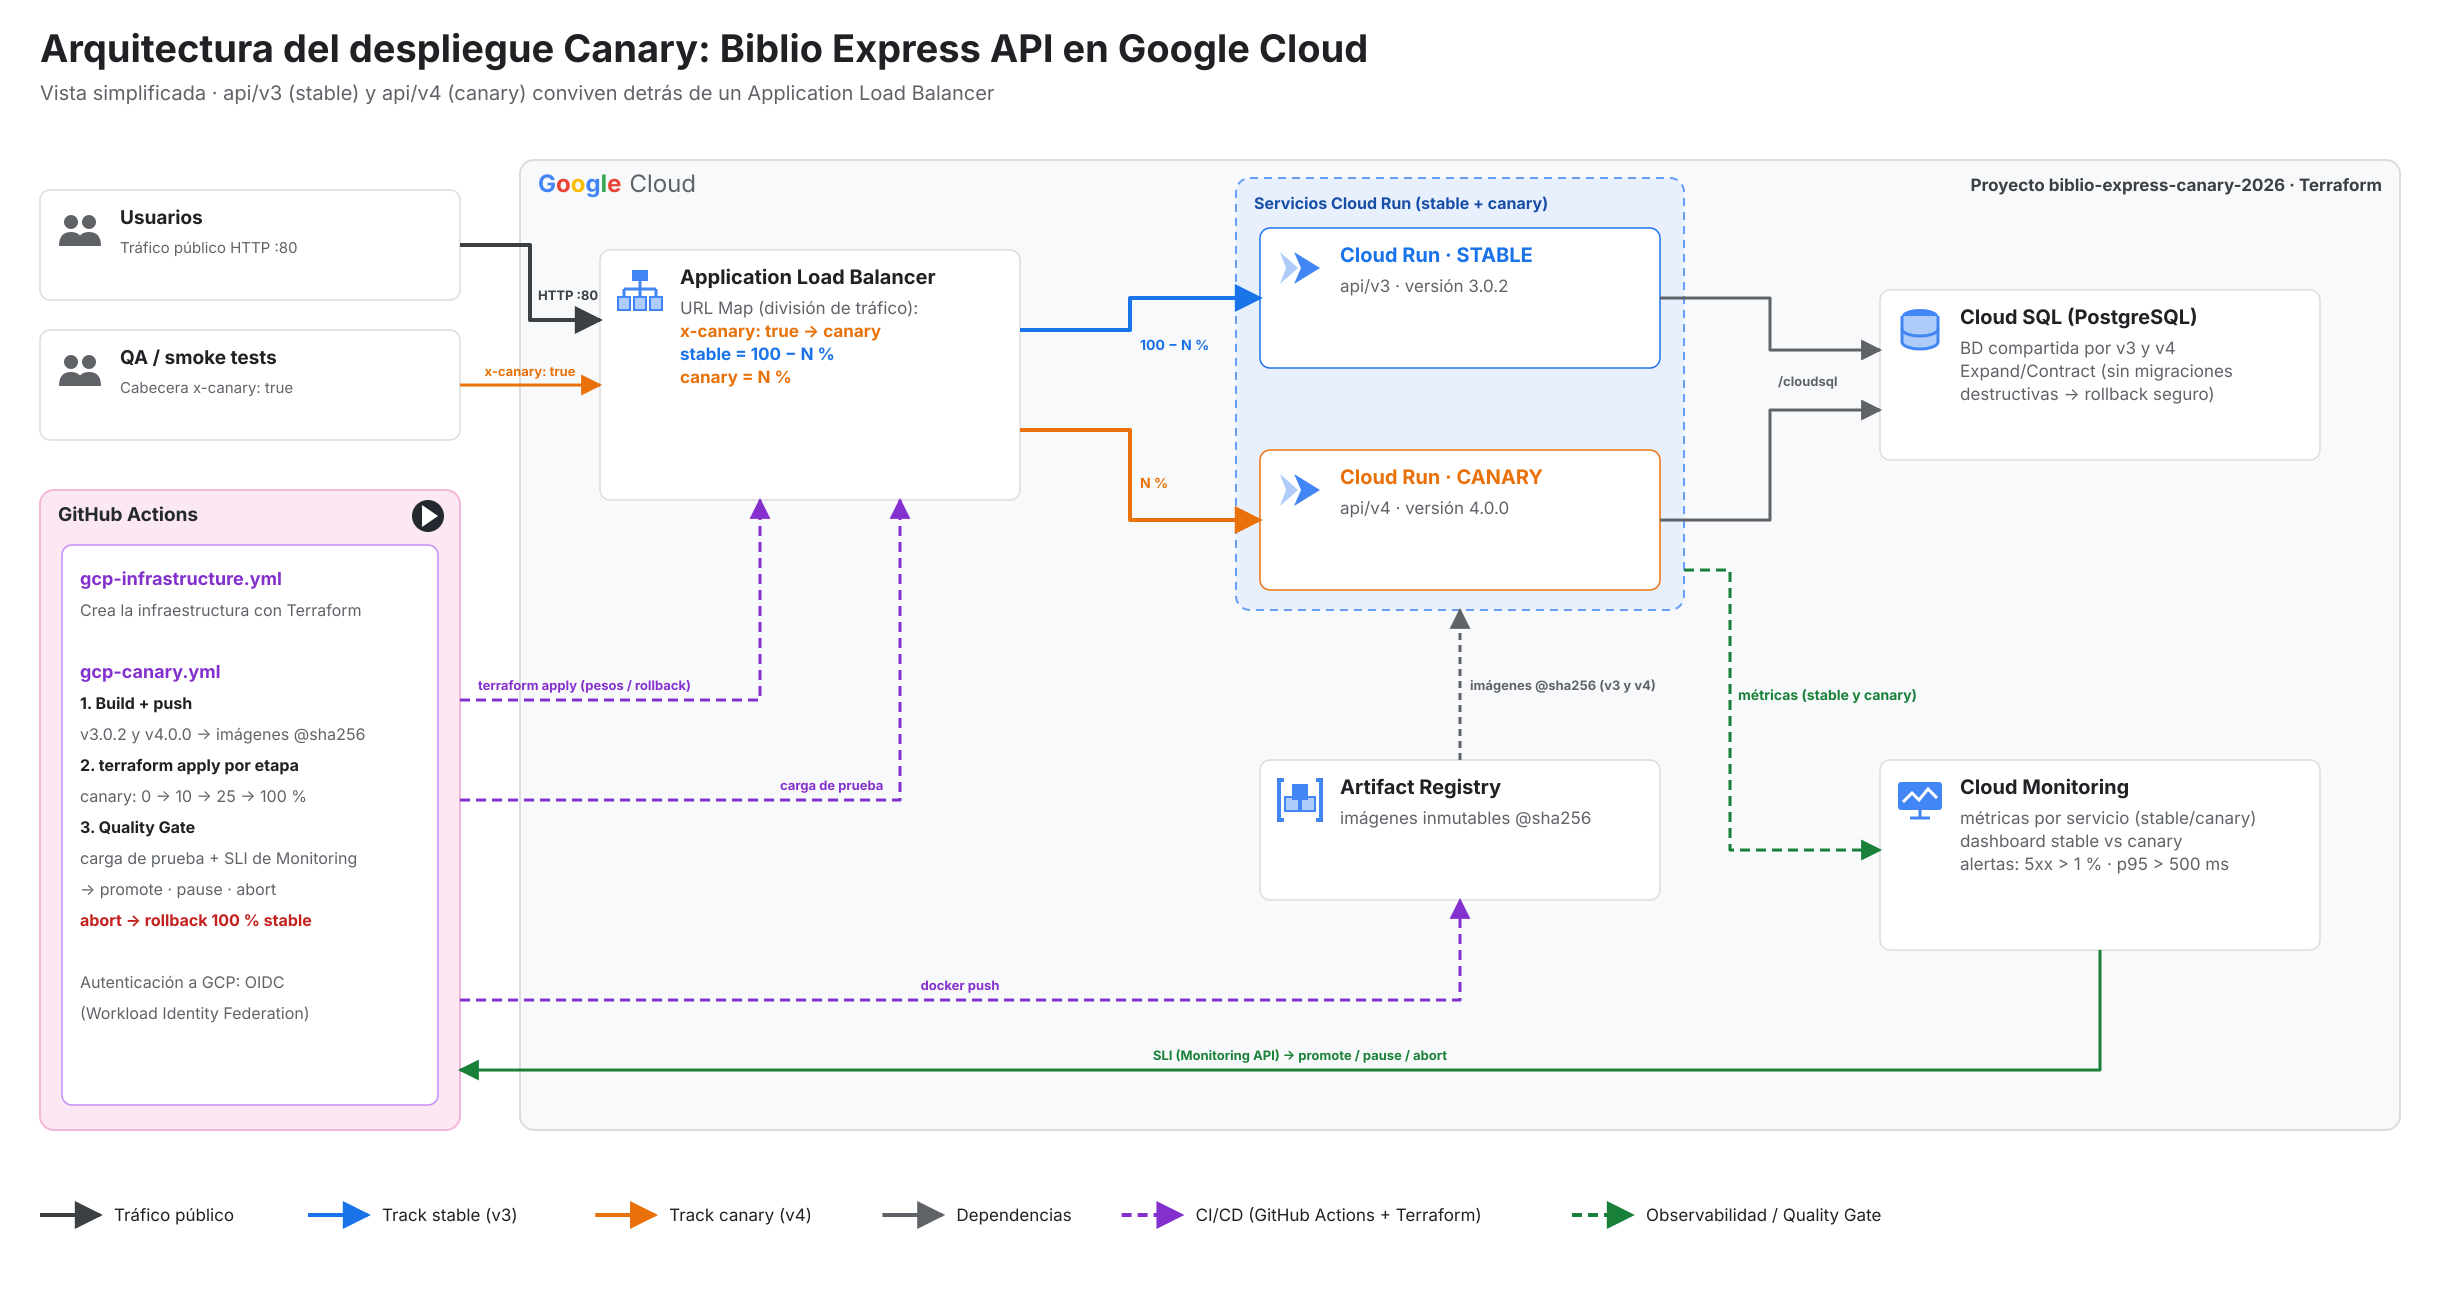 Arquitectura del despliegue Canary: Biblio Express API en Google Cloud
Vista simplificada · api/v3 (stable) y api/v4 (canary) conviven detrás de un Application Load Balancer
Google Cloud
Proyecto biblio-express-canary-2026 · Terraform
Usuarios
Tráfico público HTTP :80
QA / smoke tests
Cabecera x-canary: true
HTTP :80
x-canary: true
Application Load Balancer
URL Map (división de tráfico):
x-canary: true → canary
stable = 100 − N %
canary = N %
100 − N %
N %
Servicios Cloud Run (stable + canary)
Cloud Run · STABLE
api/v3 · versión 3.0.2
Cloud Run · CANARY
api/v4 · versión 4.0.0
/cloudsql
Cloud SQL (PostgreSQL)
BD compartida por v3 y v4
Expand/Contract (sin migraciones
destructivas → rollback seguro)
GitHub Actions
gcp-infrastructure.yml
Crea la infraestructura con Terraform
gcp-canary.yml
1. Build + push
v3.0.2 y v4.0.0 → imágenes @sha256
2. terraform apply por etapa
canary: 0 → 10 → 25 → 100 %
3. Quality Gate
carga de prueba + SLI de Monitoring
→ promote · pause · abort
abort → rollback 100 % stable
Autenticación a GCP: OIDC
(Workload Identity Federation)
terraform apply (pesos / rollback)
carga de prueba
docker push
imágenes @sha256 (v3 y v4)
métricas (stable y canary)
Artifact Registry
imágenes inmutables @sha256
Cloud Monitoring
métricas por servicio (stable/canary)
dashboard stable vs canary
alertas: 5xx > 1 % · p95 > 500 ms
SLI (Monitoring API) → promote / pause / abort
Tráfico público
Track stable (v3)
Track canary (v4)
Dependencias
CI/CD (GitHub Actions + Terraform)
Observabilidad / Quality Gate